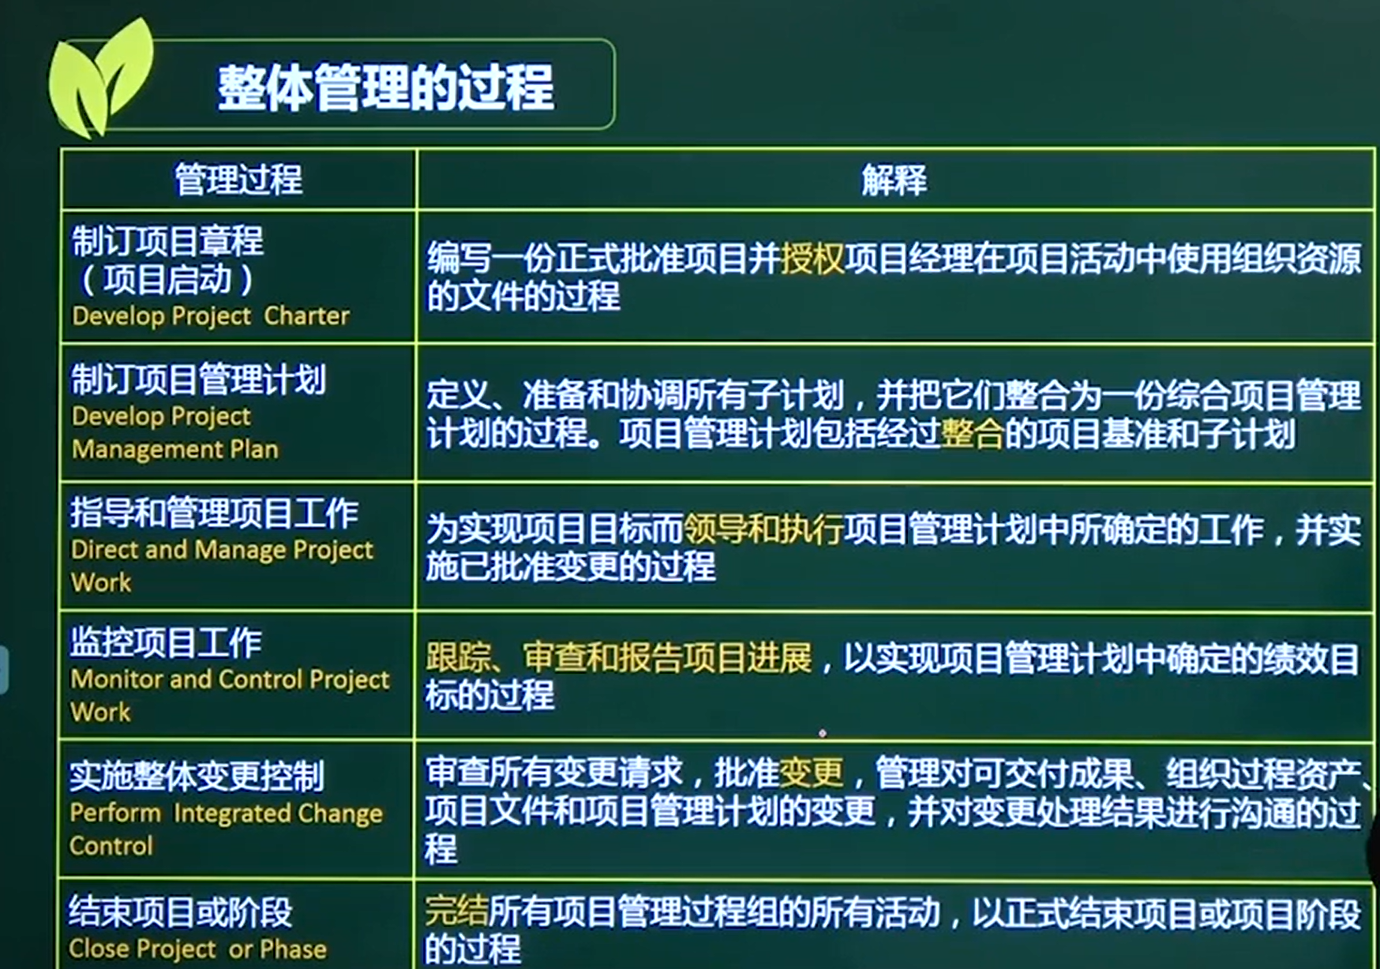 整体管理的过程
管理过程
解释
制订项目章程
（项目启动）
Develop Project Charter
编写一份正式批准项目并授权项目经理在项目活动中使用组织资源
的文件的过程
制订项目管理计划
Develop Project
Management Plan
定义、准备和协调所有子计划，并把它们整合为一份综合项目管理
计划的过程。项目管理计划包括经过整合的项目基准和子计划
指导和管理项目工作
Direct and Manage Project
Work
为实现项目目标而领导和执行项目管理计划中所确定的工作，并实
施已批准变更的过程
监控项目工作
Monitor and Control Project
Work
跟踪、审查和报告项目进展，以实现项目管理计划中确定的绩效目
标的过程
实施整体变更控制
Perform Integrated Change
Control
审查所有变更请求，批准变更，管理对可交付成果、组织过程资产、
项目文件和项目管理计划的变更，并对变更处理结果进行沟通的过
程
结束项目或阶段
Close Project or Phase
完结所有项目管理过程组的所有活动，以正式结束项目或项目阶段
的过程